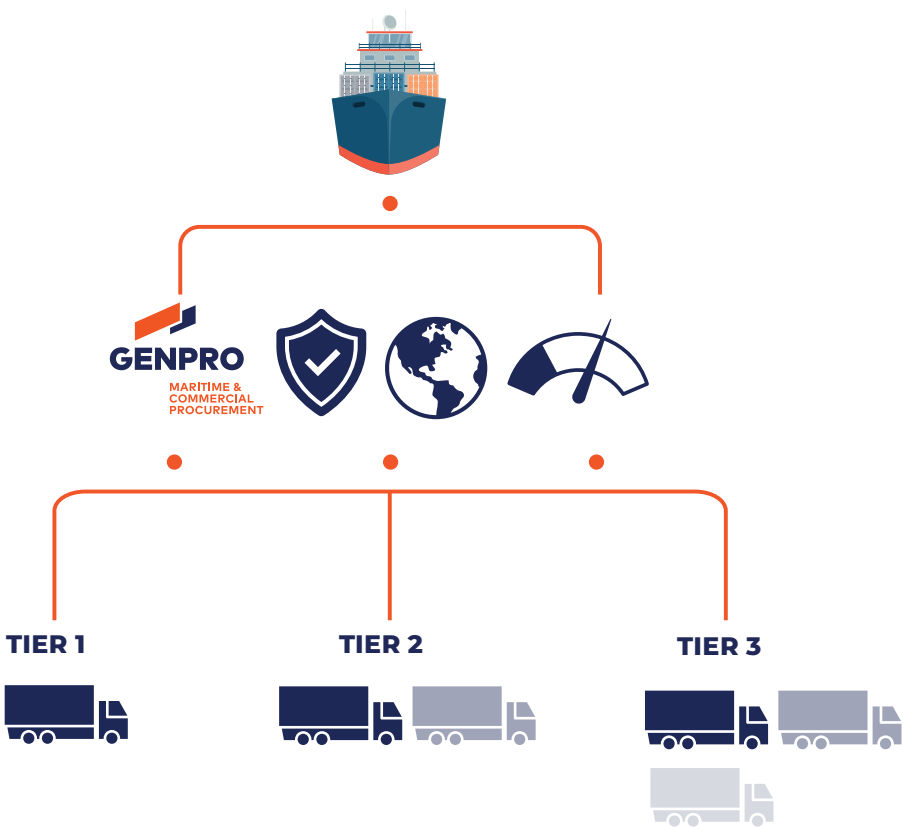 GENPRO
MARITIME &
COMMERCIAL
PROCUREMENT
TIER 1
TIER 2
TIER 3